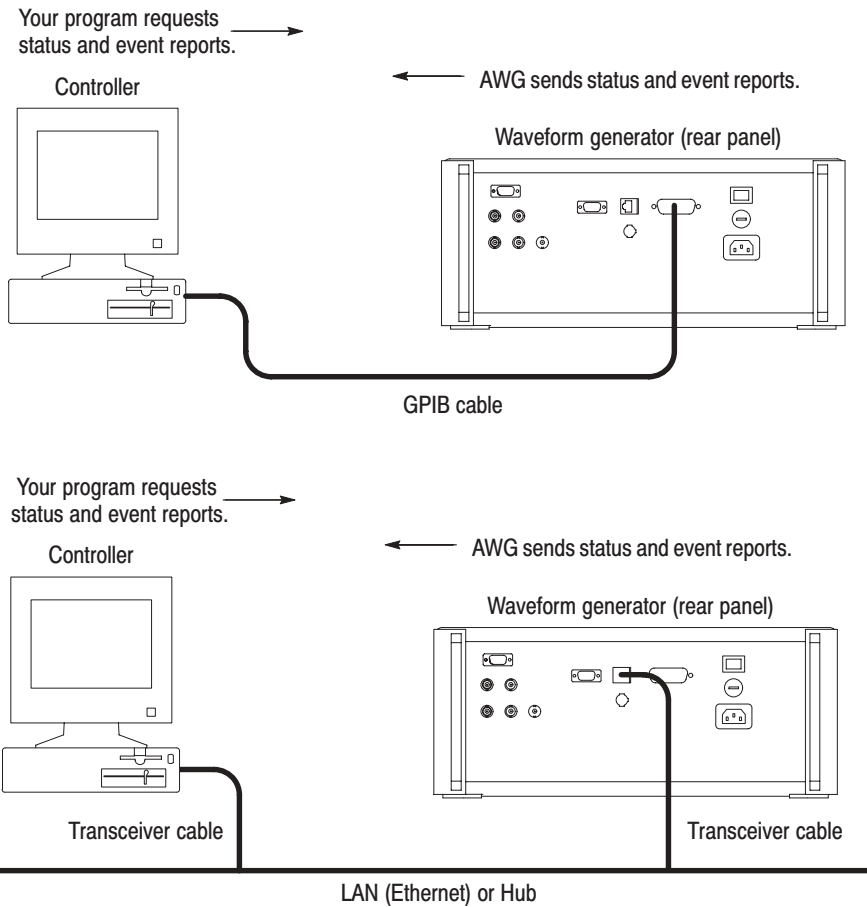 Your program requests
status and event reports.
AWG sends status and event reports.
Controller
Waveform generator (rear panel)
GPIB cable
Your program requests
status and event reports.
AWG sends status and event reports.
Controller
Waveform generator (rear panel)
Transceiver cable
Transceiver cable
LAN (Ethernet) or Hub